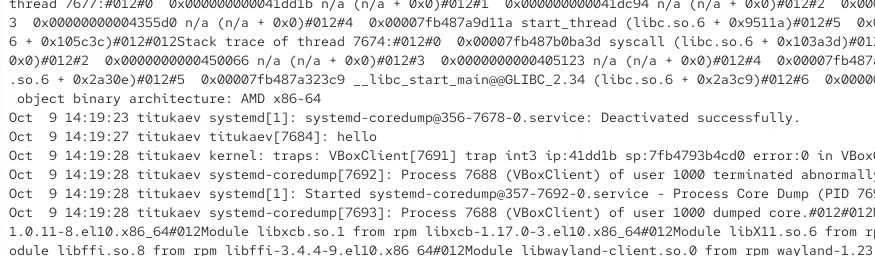 thread 7677:#012#0  0x000000000041dd1b n/a (n/a + 0x0)#012#1  0x000000000041dc94 n/a (n/a + 0x0)#012#2
3  0x00000000004355d0 n/a (n/a + 0x0)#012#4  0x00007fb487a9d11a start_thread (libc.so.6 + 0x9511a)#012#5
6 + 0x105c3c)#012#012Stack trace of thread 7674:#012#0  0x00007fb487b0ba3d syscall (libc.so.6 + 0x103a3d)
0x0)#012#2  0x0000000000450066 n/a (n/a + 0x0)#012#3  0x0000000000405123 n/a (n/a + 0x0)#012#4  0x00007fb487
.so.6 + 0x2a30e)#012#5  0x00007fb487a323c9 __libc_start_main@@GLIBC_2.34 (libc.so.6 + 0x2a3c9)#012#6
object binary architecture: AMD x86-64
Oct  9 14:19:23 titukaev systemd[1]: systemd-coredump@356-7678-0.service: Deactivated successfully.
Oct  9 14:19:27 titukaev titukaev[7684]: hello
Oct  9 14:19:28 titukaev kernel: traps: VBoxClient[7691] trap int3 ip:41dd1b sp:7fb4793b4cd0 error:0 in
Oct  9 14:19:28 titukaev systemd-coredump[7692]: Process 7688 (VBoxClient) of user 1000 terminated abnormally
Oct  9 14:19:28 titukaev systemd[1]: Started systemd-coredump@357-7692-0.service - Process Core Dump (PID
Oct  9 14:19:28 titukaev systemd-coredump[7693]: Process 7688 (VBoxClient) of user 1000 dumped core.#012#012
1.0.11-8.el10.x86_64#012Module libxcb.so.1 from rpm libxcb-1.17.0-3.el10.x86_64#012Module libX11.so.6 from
odule libffi.so.8 from rpm libffi-3.4.4-9.el10.x86_64#012Module libwayland-client.so.0 from rpm wayland-1.23